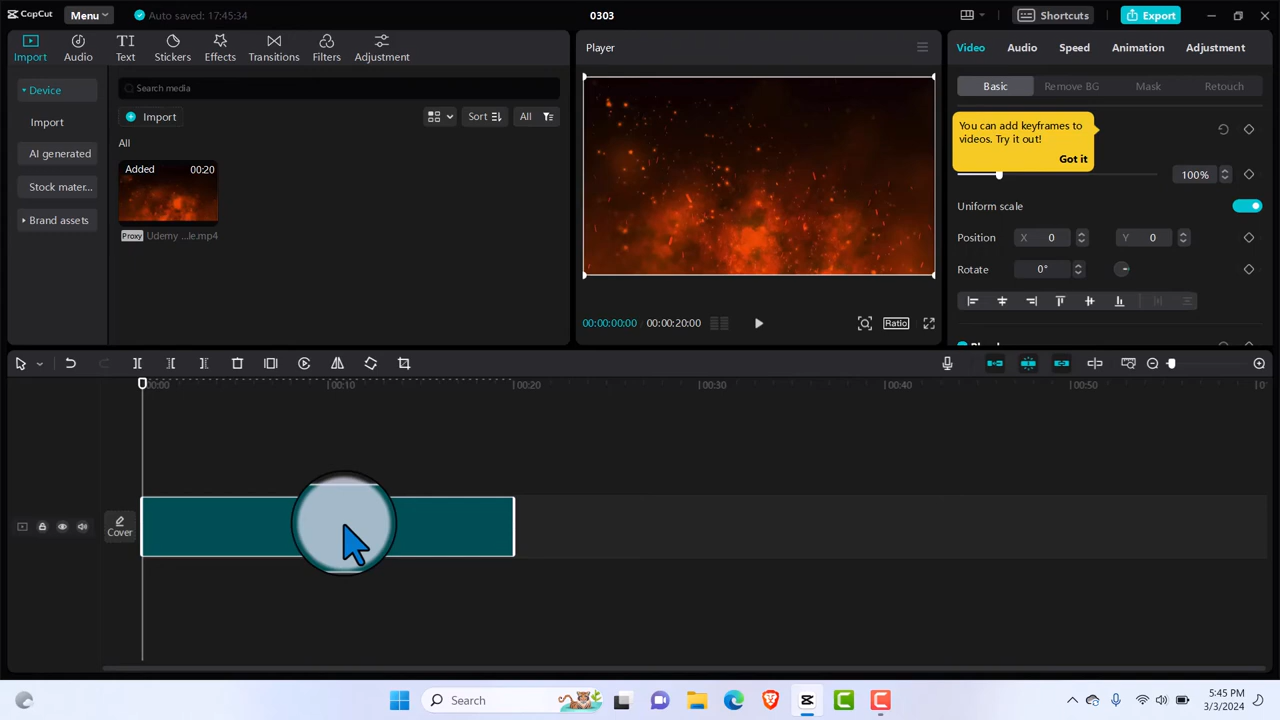 CapCut
Menu
Auto saved: 17:45:34
0303
Shortcuts
Export
Import
Audio
Text
Stickers
Effects
Transitions
Filters
Adjustment
Device
Import
AI generated
Stock mater...
Brand assets
Search media
Import
Sort
All
All
Added
00:20
Proxy
Udemy ...le.mp4
Player
00:00:00:00 / 00:00:20:00
Ratio
Video
Audio
Speed
Animation
Adjustment
Basic
Remove BG
Mask
Retouch
You can add keyframes to
videos. Try it out!
Got it
100%
Uniform scale
Position
X 0
Y 0
Rotate
0°
00:00
00:10
00:20
00:30
00:40
00:50
Cover
Search
5:45 PM
3/3/2024